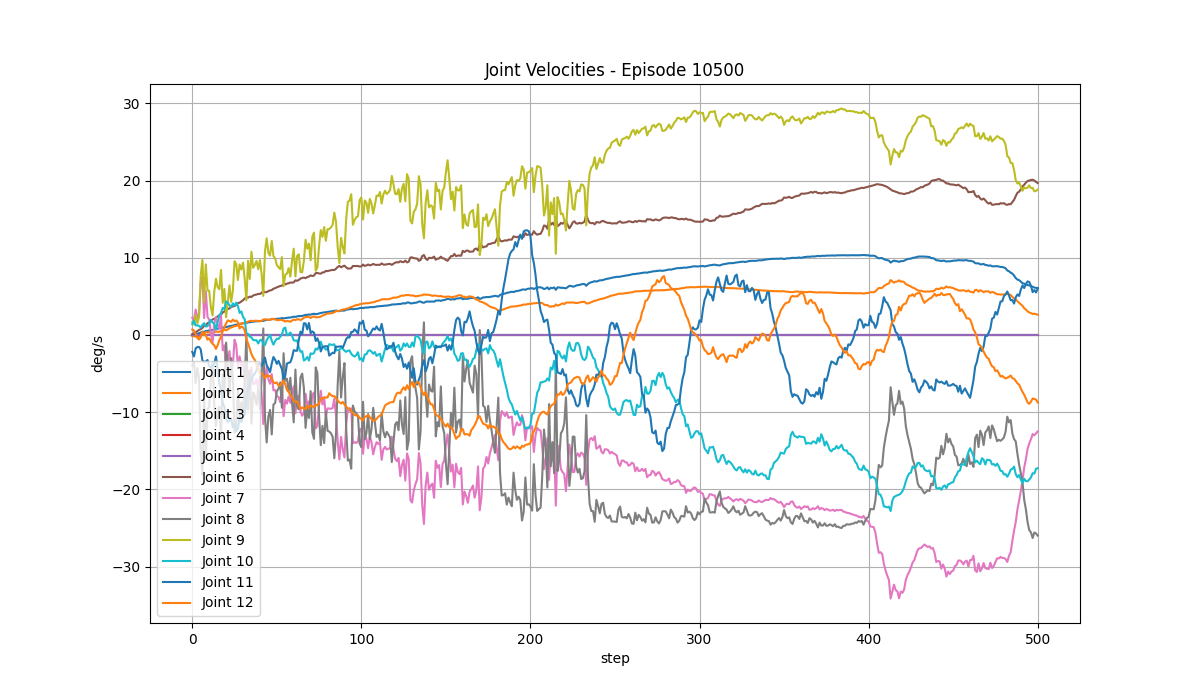 Joint Velocities - Episode 10500
30
20
10
0
−10
−20
−30
deg/s
Joint 1
Joint 2
Joint 3
Joint 4
Joint 5
Joint 6
Joint 7
Joint 8
Joint 9
Joint 10
Joint 11
Joint 12
0 100 200 300 400 500
step